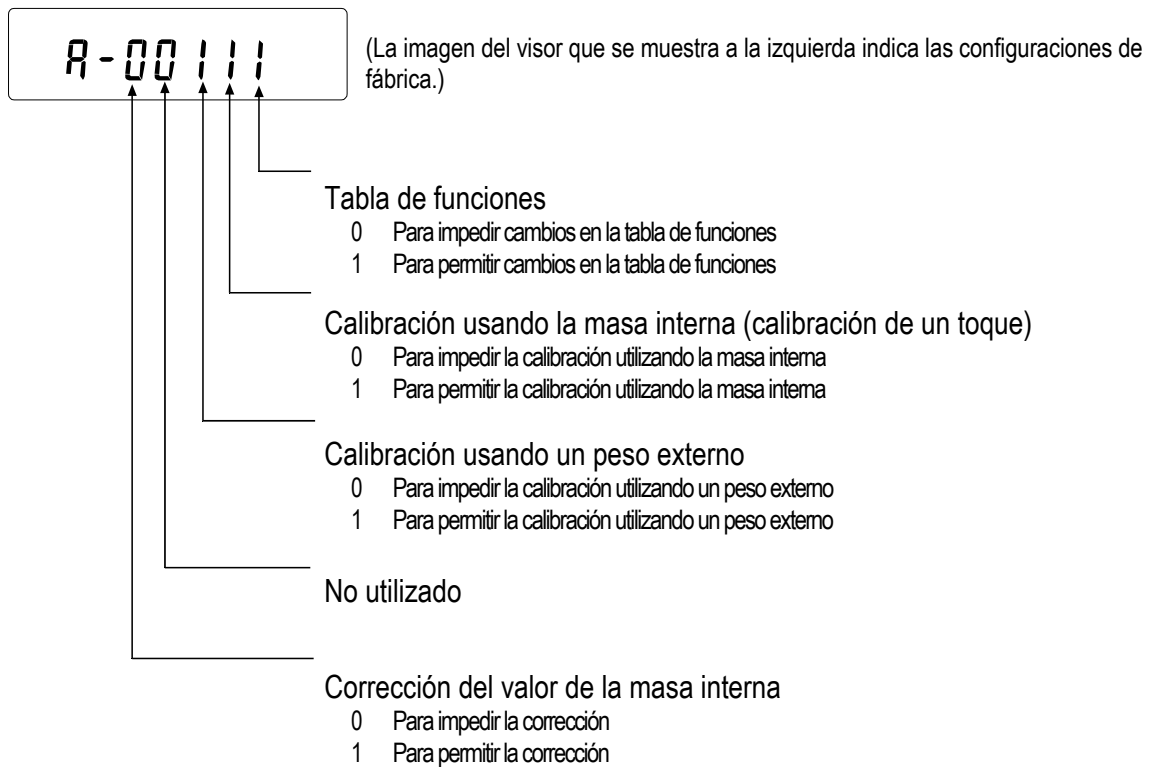 A-00111
(La imagen del visor que se muestra a la izquierda indica las configuraciones de
fábrica.)
Tabla de funciones
0 Para impedir cambios en la tabla de funciones
1 Para permitir cambios en la tabla de funciones
Calibración usando la masa interna (calibración de un toque)
0 Para impedir la calibración utilizando la masa interna
1 Para permitir la calibración utilizando la masa interna
Calibración usando un peso externo
0 Para impedir la calibración utilizando un peso externo
1 Para permitir la calibración utilizando un peso externo
No utilizado
Corrección del valor de la masa interna
0 Para impedir la corrección
1 Para permitir la corrección